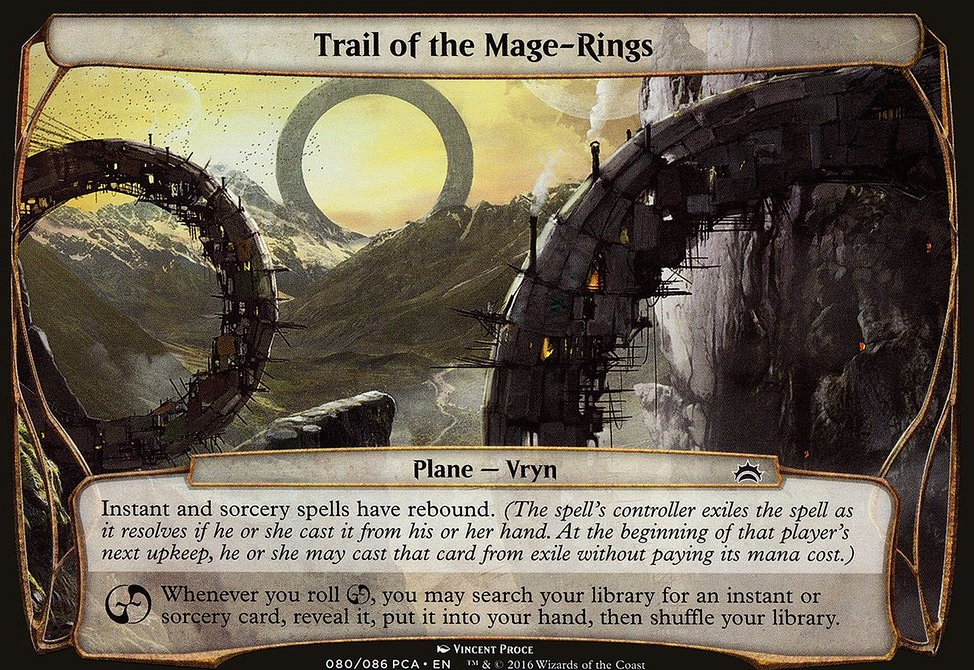 Trail of the Mage-Rings
Plane — Vryn
Instant and sorcery spells have rebound. (The spell's controller exiles the spell as
it resolves if he or she cast it from his or her hand. At the beginning of that player's
next upkeep, he or she may cast that card from exile without paying its mana cost.)
Whenever you roll , you may search your library for an instant or
sorcery card, reveal it, put it into your hand, then shuffle your library.
VINCENT PROCE
080/086 PCA • EN ™ & © 2016 Wizards of the Coast